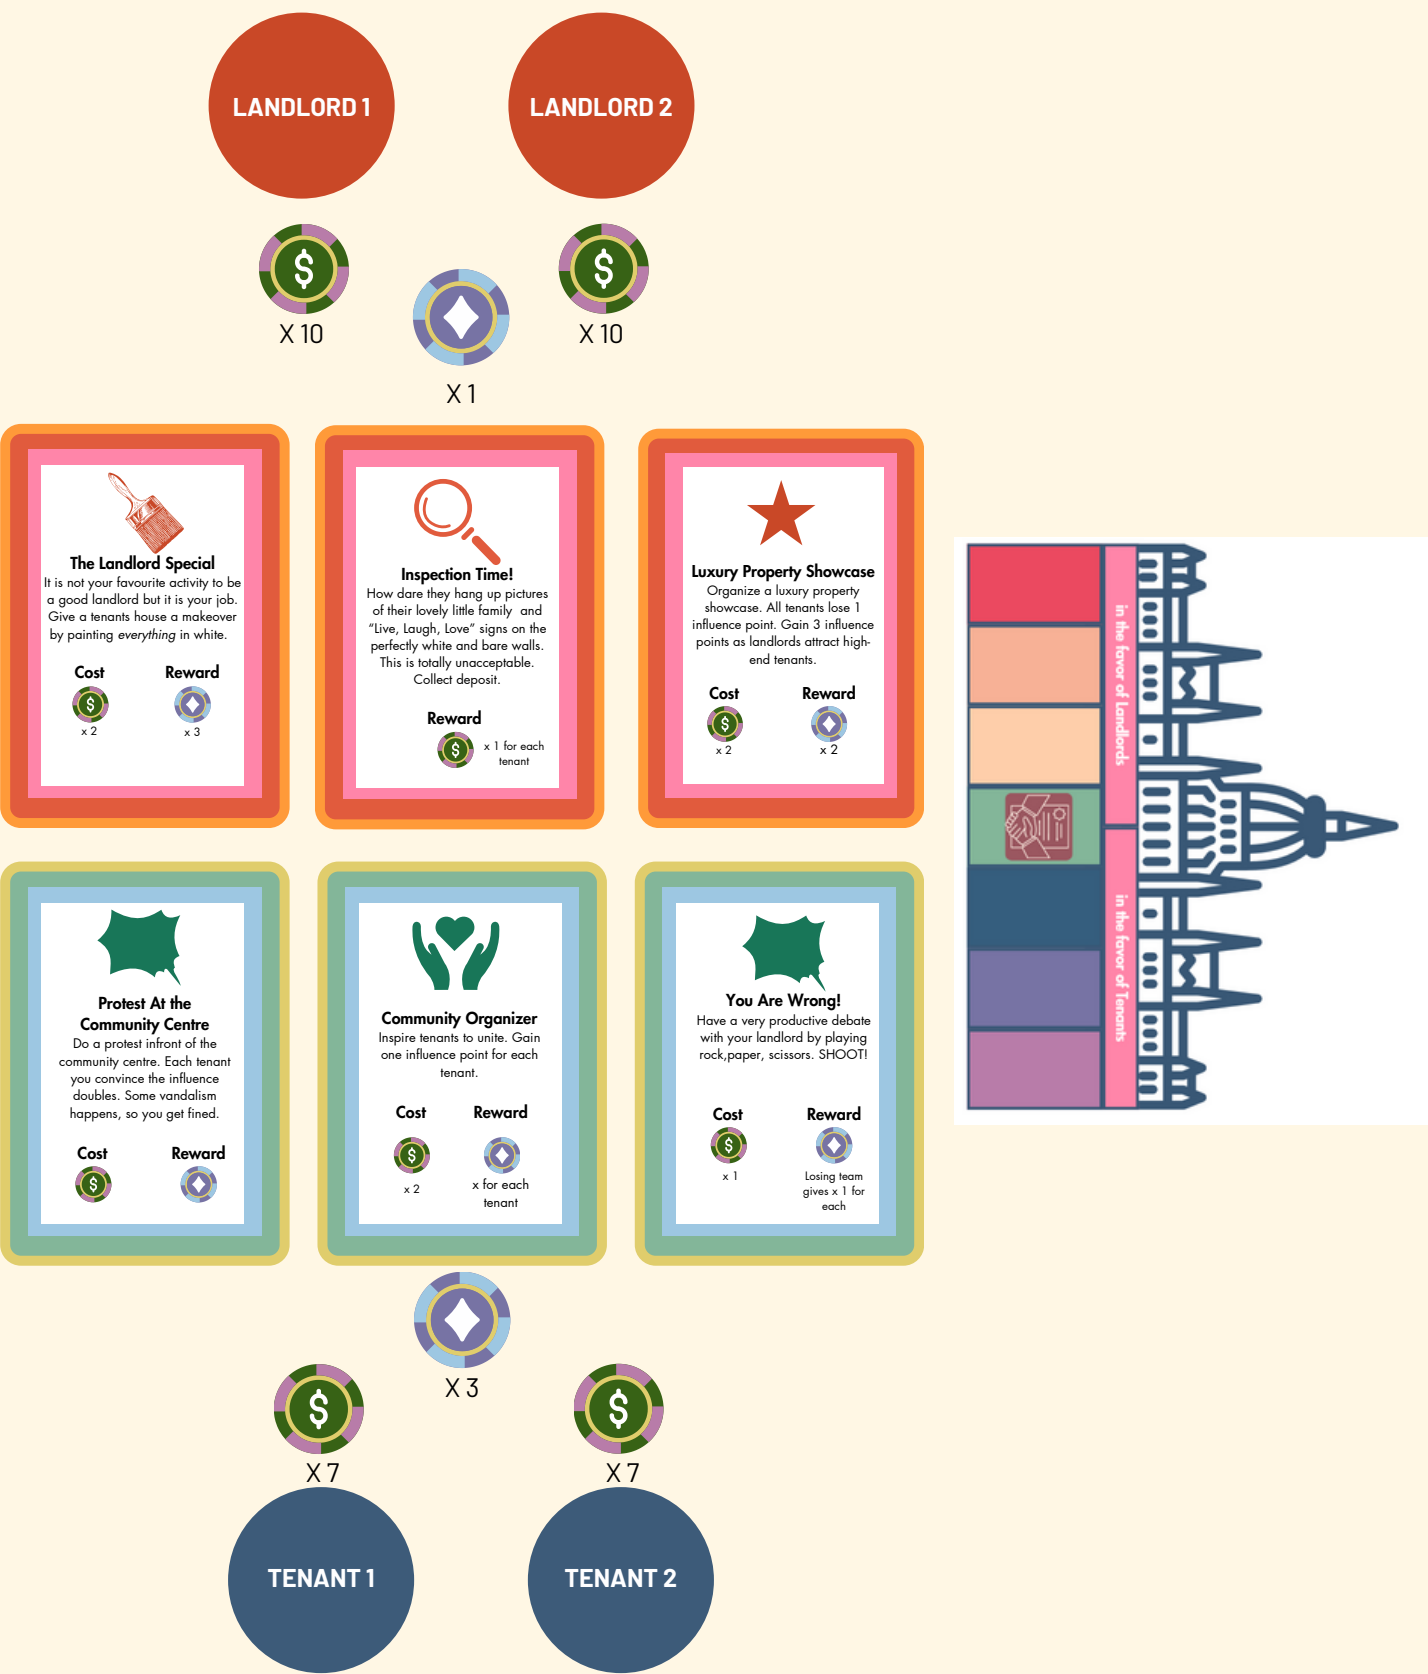 LANDLORD 1
LANDLORD 2
$
$
X 10
X 10
X 1
The Landlord Special
It is not your favourite activity to be
a good landlord but it is your job.
Give a tenants house a makeover
by painting everything in white.
Cost
Reward
$
x 2
x 3
Inspection Time!
How dare they hang up pictures
of their lovely little family and
“Live, Laugh, Love” signs on the
perfectly white and bare walls.
This is totally unacceptable.
Collect deposit.
Reward
$
x 1 for each
tenant
Luxury Property Showcase
Organize a luxury property
showcase. All tenants lose 1
influence point. Gain 3 influence
points as landlords attract high-
end tenants.
Cost
Reward
$
x 2
x 2
in the favor of Landlords
in the favor of Tenants
Protest At the
Community Centre
Do a protest infront of the
community centre. Each tenant
you convince the influence
doubles. Some vandalism
happens, so you get fined.
Cost
Reward
$
Community Organizer
Inspire tenants to unite. Gain
one influence point for each
tenant.
Cost
Reward
$
x 2
x for each
tenant
You Are Wrong!
Have a very productive debate
with your landlord by playing
rock,paper, scissors. SHOOT!
Cost
Reward
$
x 1
Losing team
gives x 1 for
each
X 3
$
$
X 7
X 7
TENANT 1
TENANT 2